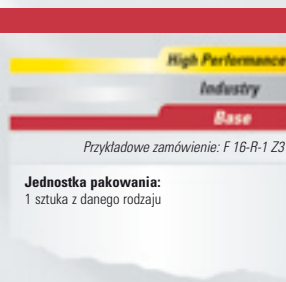 High Performance
Industry
Base
Przykładowe zamówienie: F 16-R-1 Z3
Jednostka pakowania:
1 sztuka z danego rodzaju